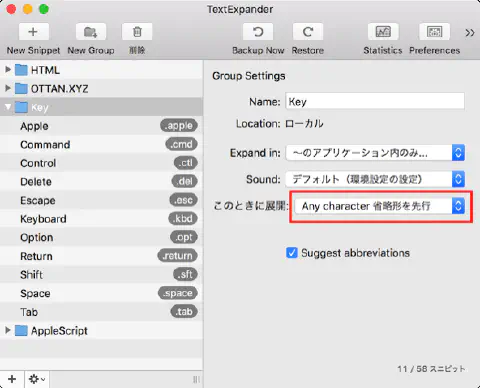 TextExpander
New Snippet New Group 削除 Backup Now Restore Statistics Preferences
HTML
OTTAN.XYZ
Key
Apple .apple
Command .cmd
Control .ctl
Delete .del
Escape .esc
Keyboard .kbd
Option .opt
Return .return
Shift .sft
Space .space
Tab .tab
AppleScript
Group Settings
Name: Key
Location: ローカル
Expand in: 〜のアプリケーション内のみ...
Sound: デフォルト（環境設定の設定）
このときに展開: Any character 省略形を先行
Suggest abbreviations
11 / 58 スニペット